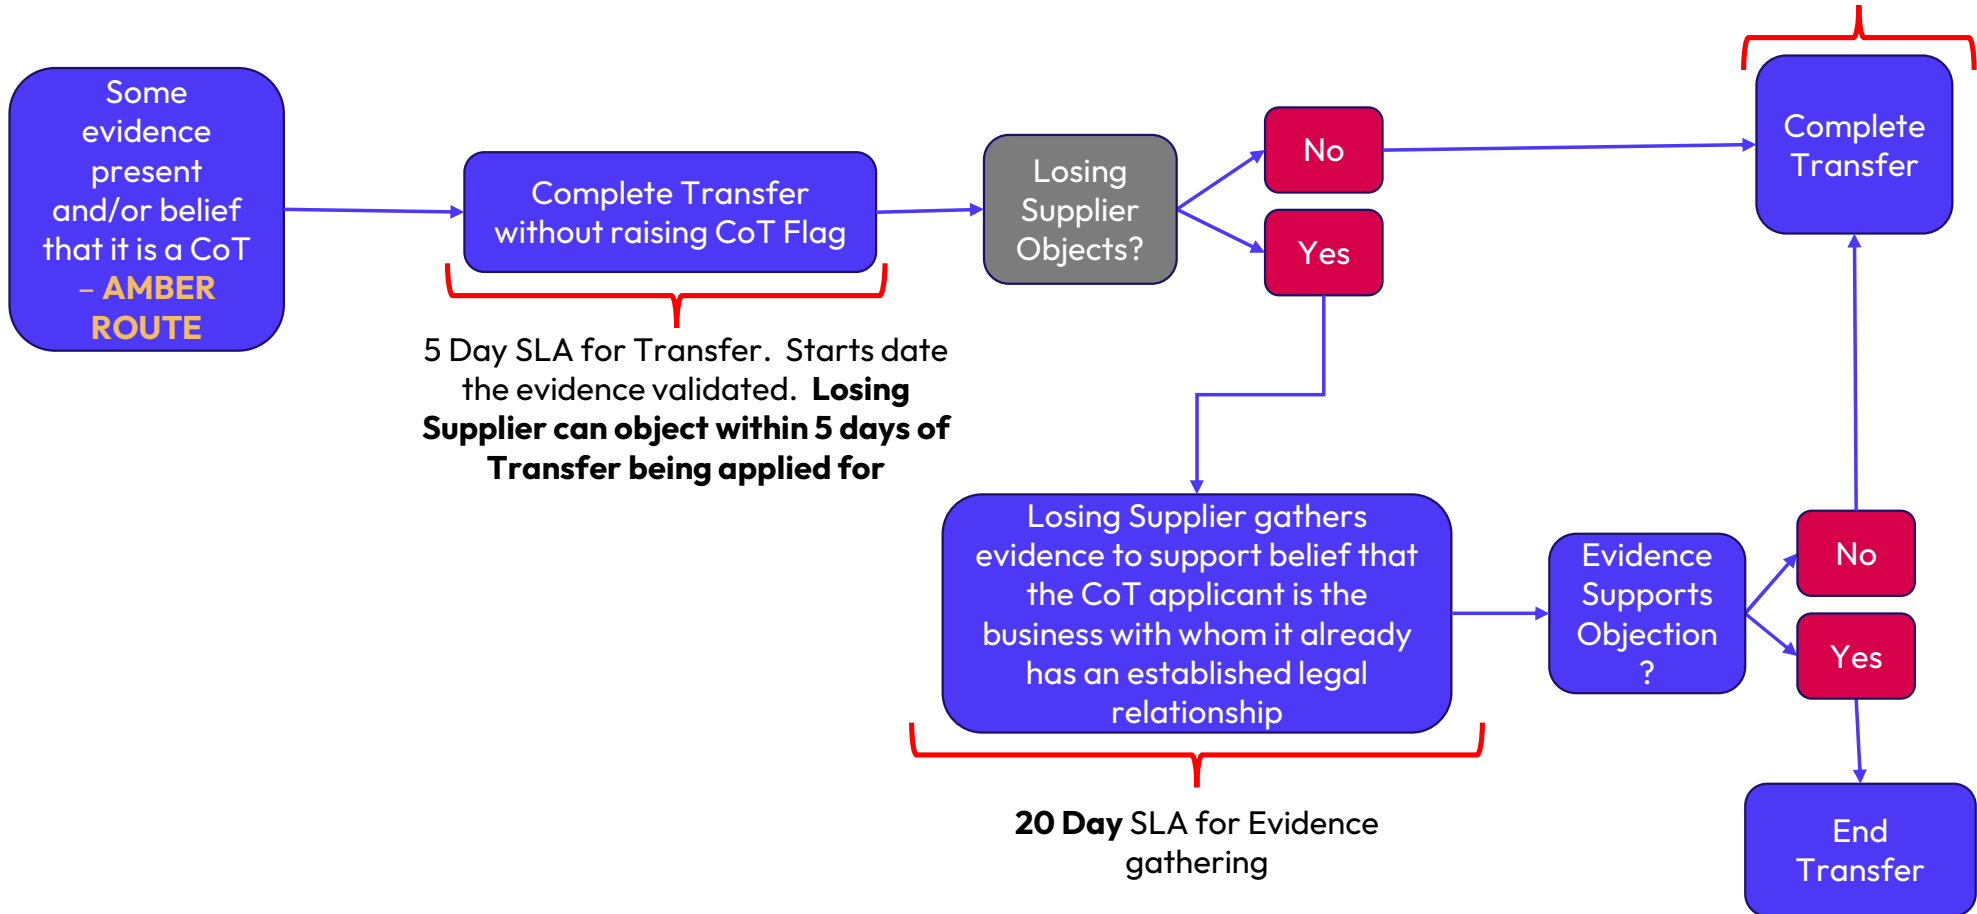 Some
evidence
present
and/or belief
that it is a CoT
– AMBER
ROUTE
Complete Transfer
without raising CoT Flag
5 Day SLA for Transfer.  Starts date
the evidence validated.  Losing
Supplier can object within 5 days of
Transfer being applied for
Losing
Supplier
Objects?
No
Yes
Complete
Transfer
Losing Supplier gathers
evidence to support belief that
the CoT applicant is the
business with whom it already
has an established legal
relationship
20 Day SLA for Evidence
gathering
Evidence
Supports
Objection
?
No
Yes
End
Transfer